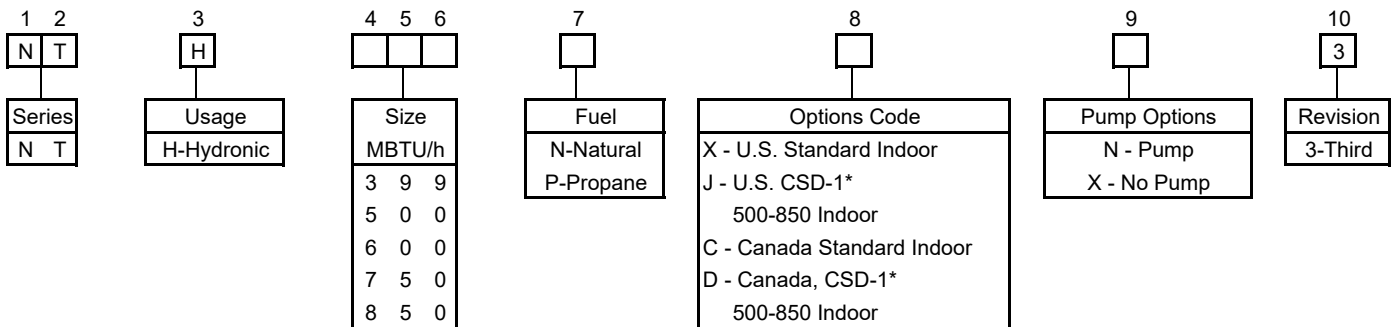 1 2 3 4 5 6 7 8 9 10
N T H 3
Series Usage Size Fuel Options Code Pump Options Revision
N T H-Hydronic MBTU/h N-Natural X - U.S. Standard Indoor N - Pump 3-Third
3 9 9 P-Propane J - U.S. CSD-1* X - No Pump
5 0 0 500-850 Indoor
6 0 0 C - Canada Standard Indoor
7 5 0 D - Canada, CSD-1*
8 5 0 500-850 Indoor